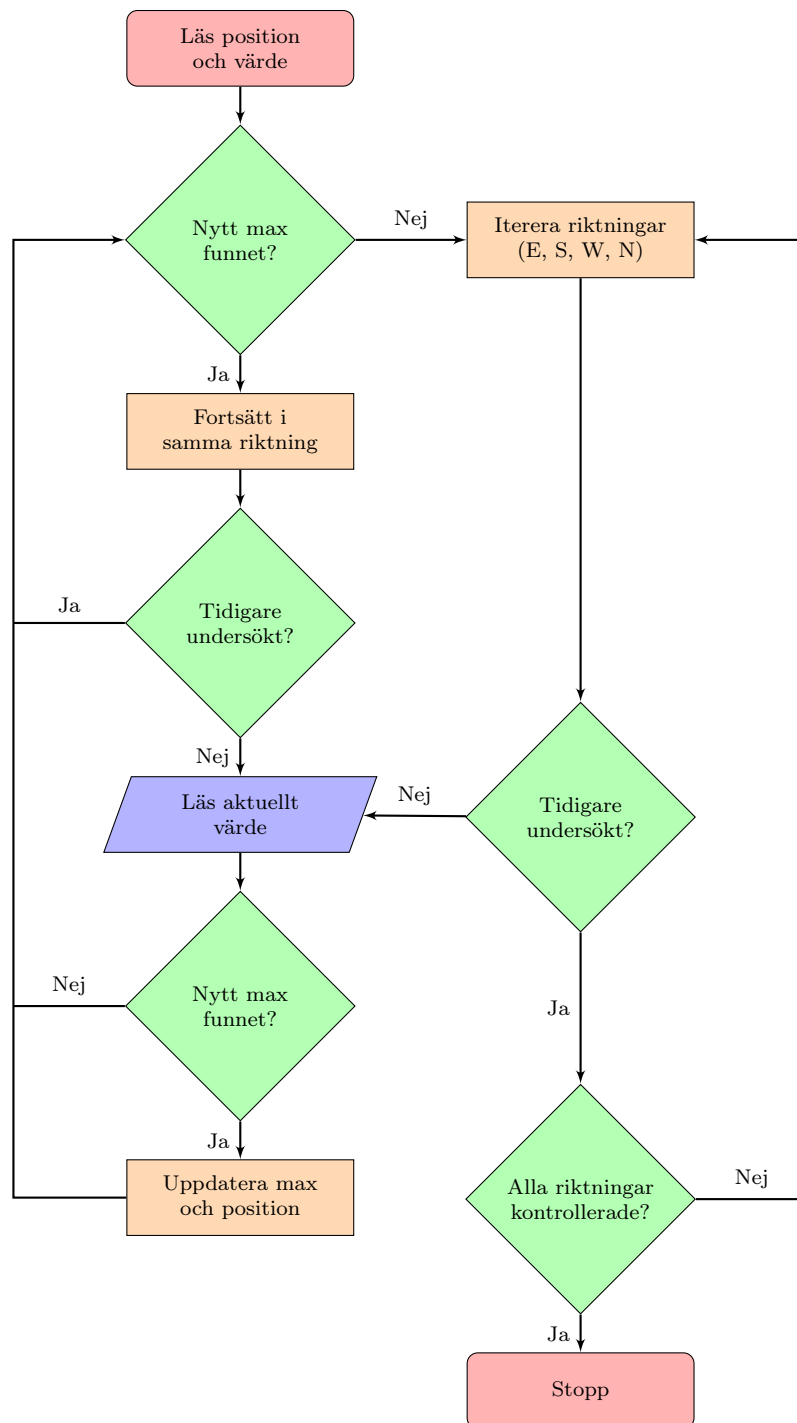 Läs position
och värde
Nytt max
funnet?
Nej
Iterera riktningar
(E, S, W, N)
Ja
Fortsätt i
samma riktning
Ja
Tidigare
undersökt?
Nej
Läs aktuellt
värde
Nej
Tidigare
undersökt?
Nej
Nytt max
funnet?
Ja
Ja
Uppdatera max
och position
Alla riktningar
kontrollerade?
Nej
Ja
Stopp